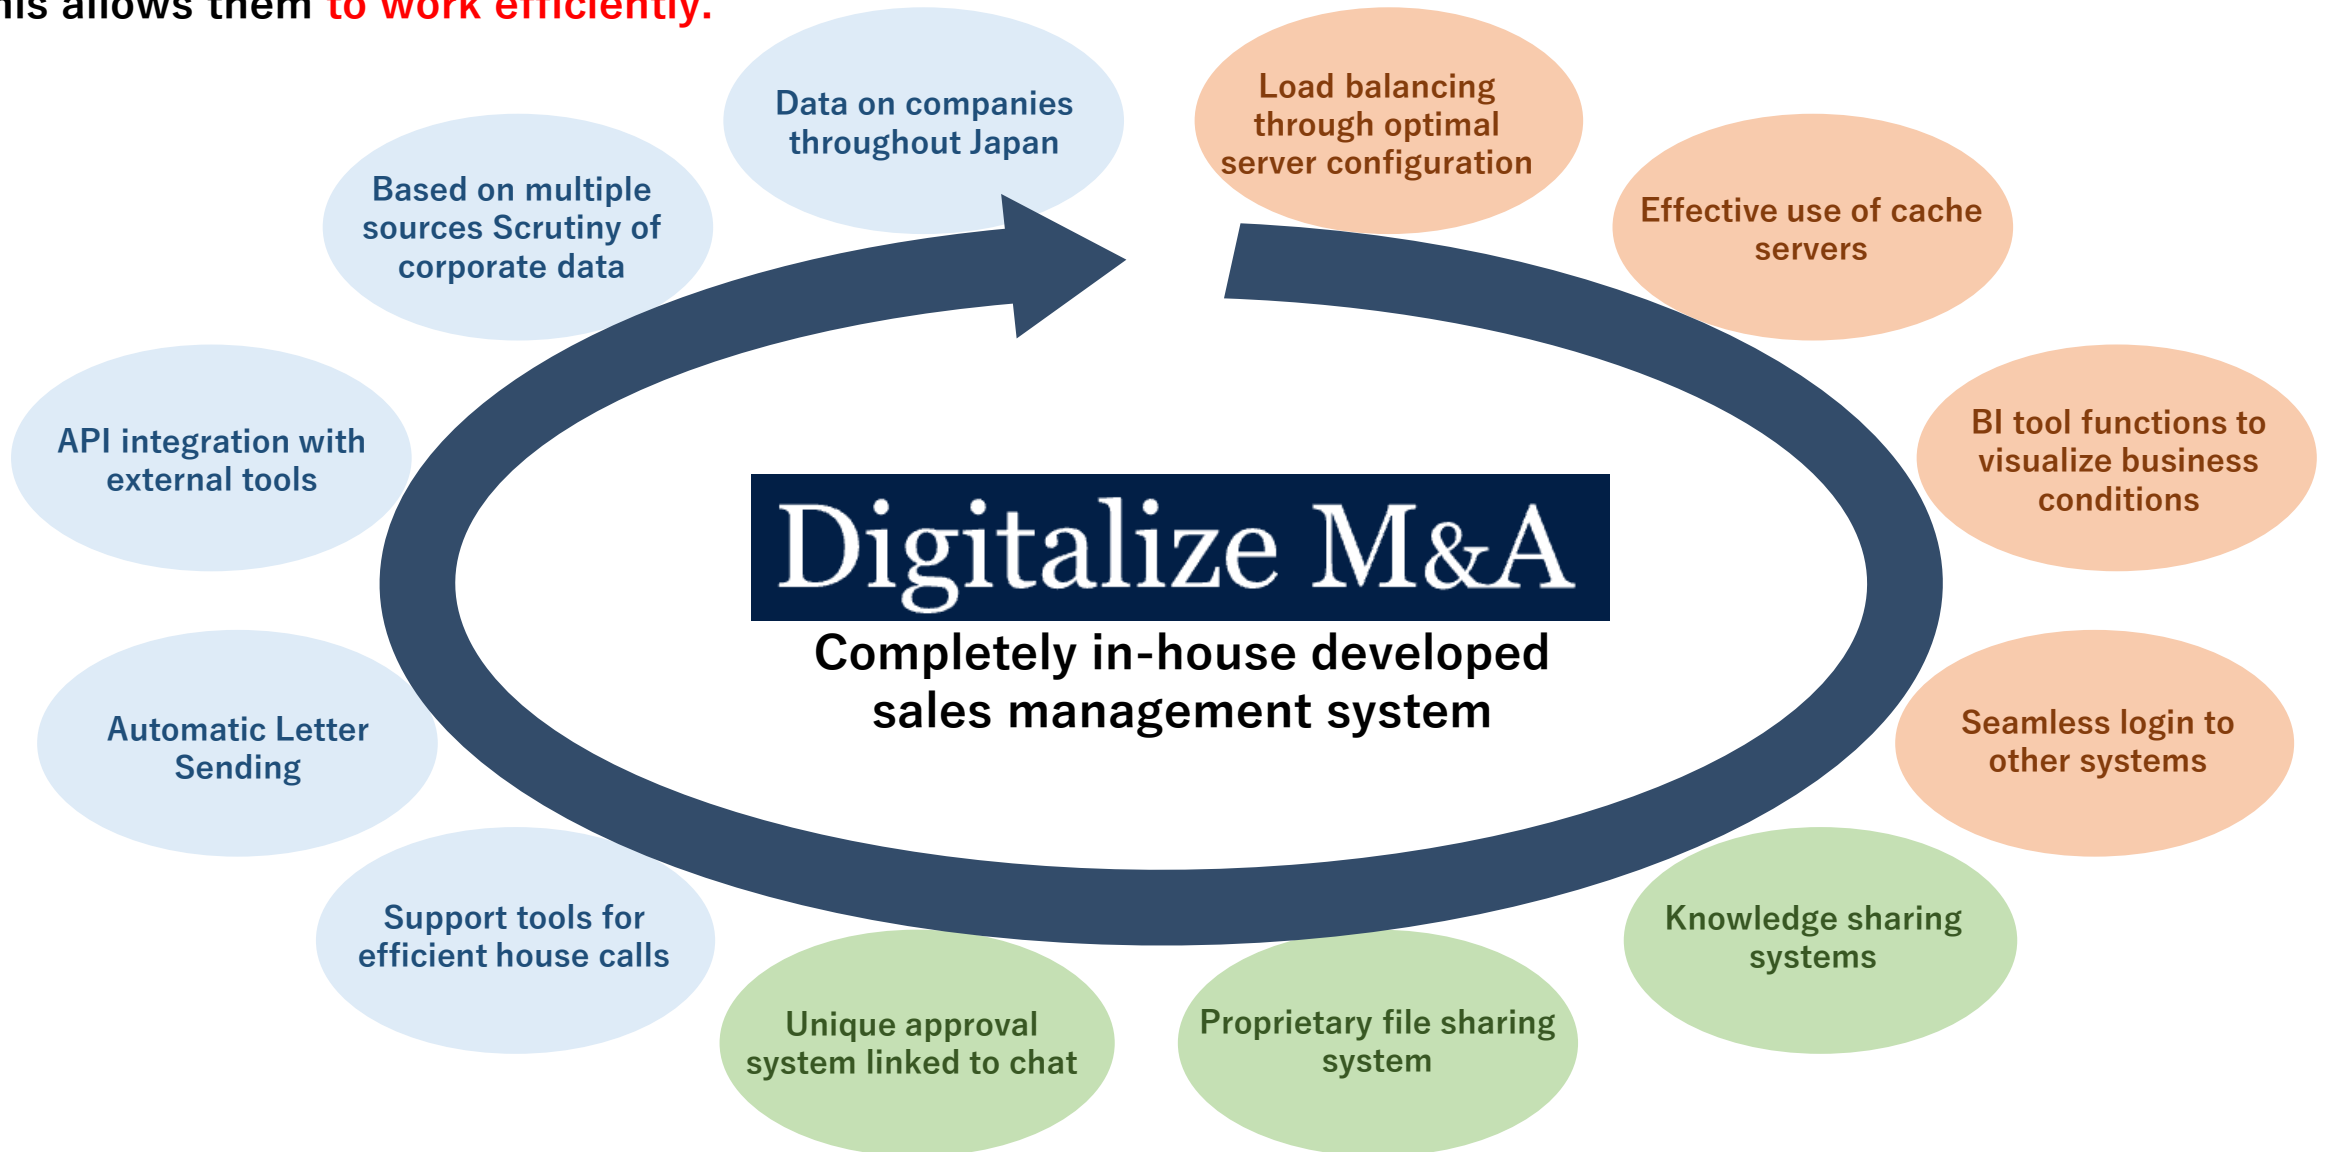 his allows them to work efficiently.
Data on companies
throughout Japan
Load balancing
through optimal
server configuration
Based on multiple
sources Scrutiny of
corporate data
Effective use of cache
servers
API integration with
external tools
BI tool functions to
visualize business
conditions
Digitalize M&A
Completely in-house developed
sales management system
Automatic Letter
Sending
Seamless login to
other systems
Support tools for
efficient house calls
Knowledge sharing
systems
Unique approval
system linked to chat
Proprietary file sharing
system